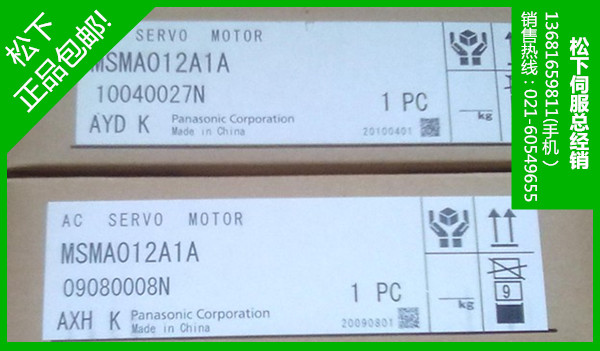 松下
正品包邮!
SERVO MOTOR
MSMA012A1A
10040027N
1 PC
AYD K
Panasonic Corporation
Made in China
20100401
kg
AC SERVO MOTOR
MSMA012A1A
09080008N
1 PC
AXH K
Panasonic Corporation
Made in China
20090801
kg
9
松下伺服总经销
13681659811(手机)
销售热线:021-60549655